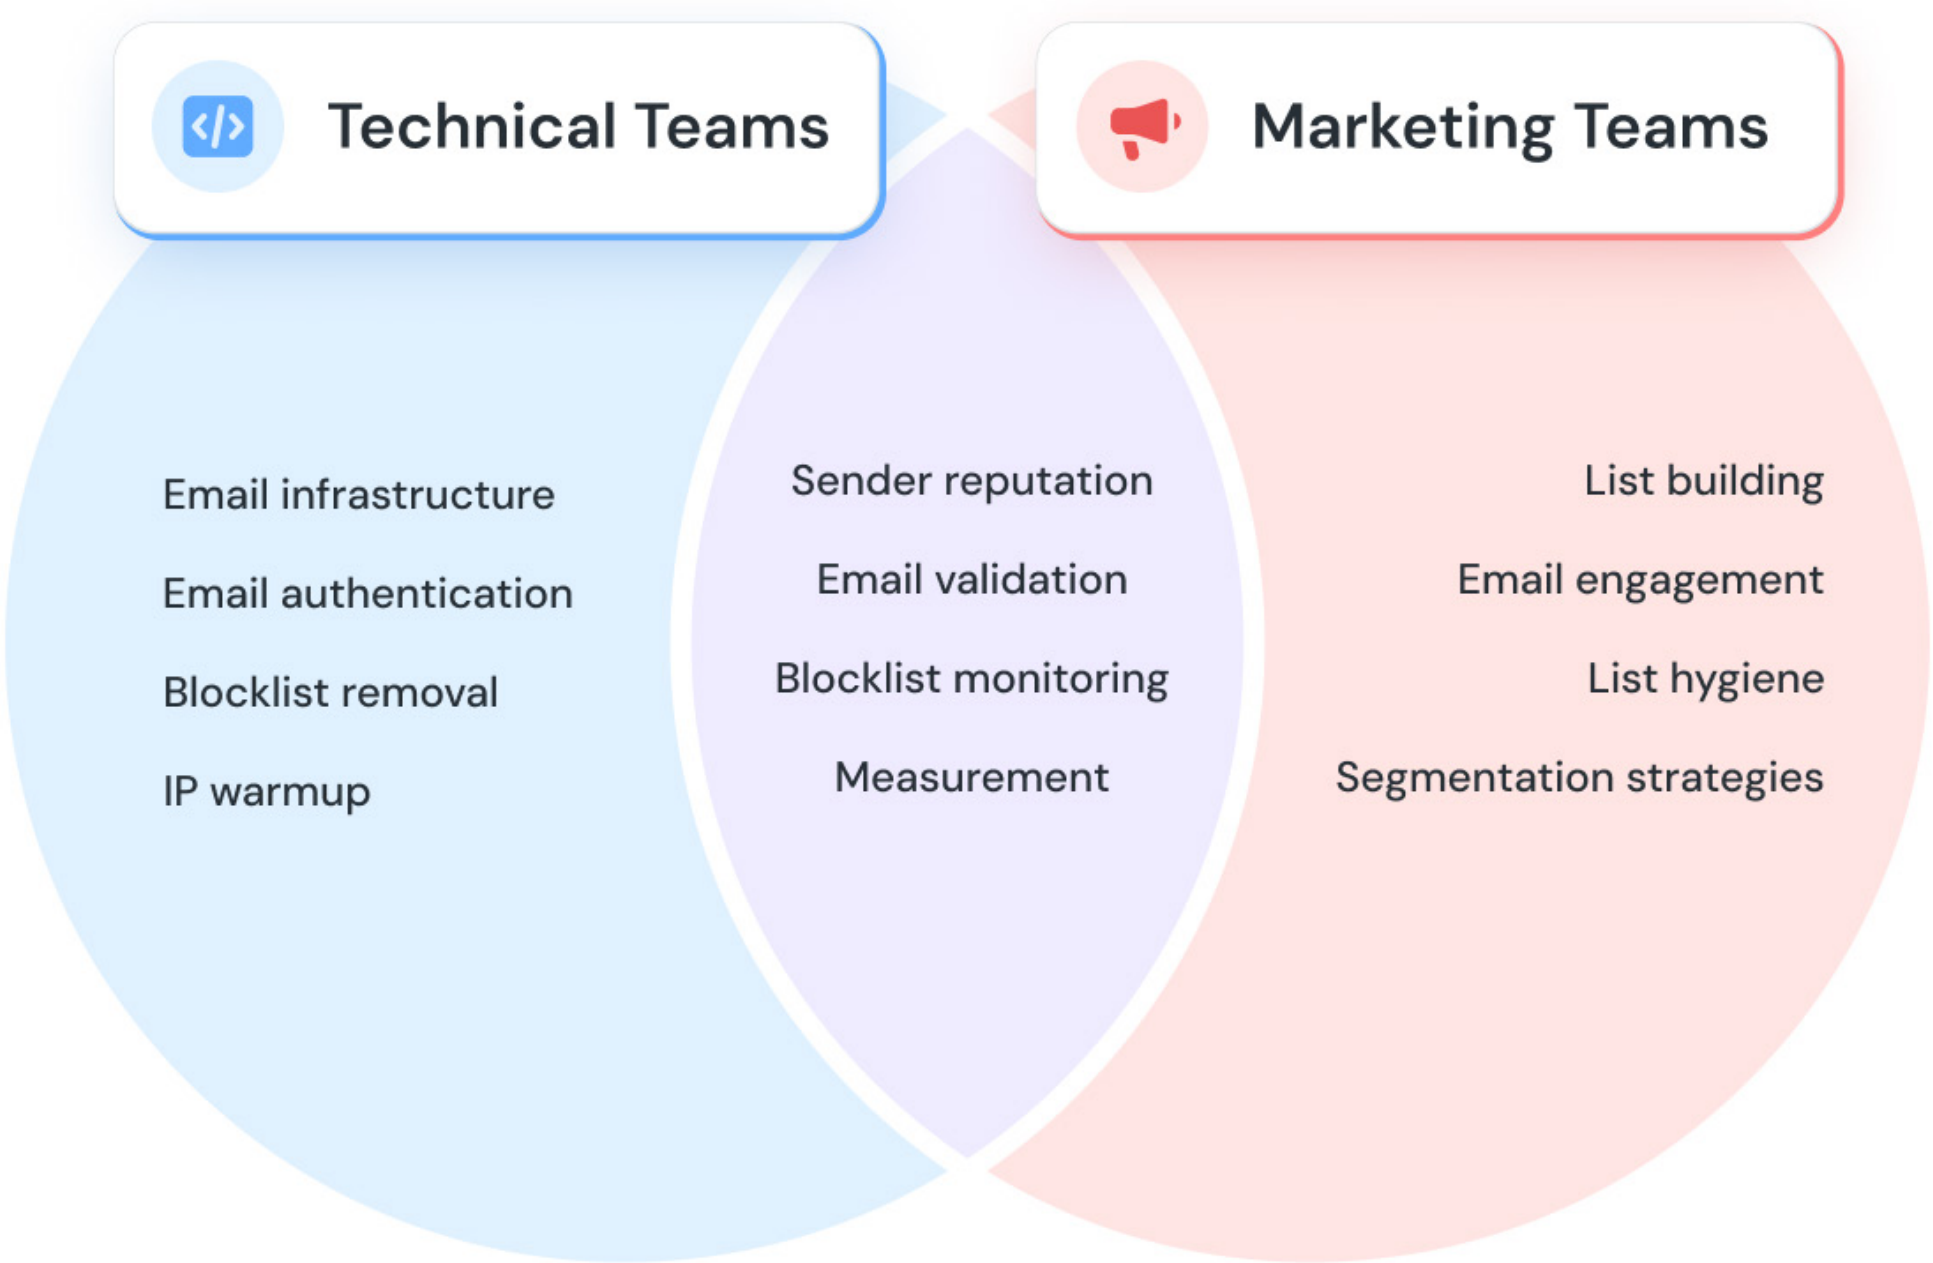 Technical Teams
Marketing Teams
Email infrastructure
Email authentication
Blocklist removal
IP warmup
Sender reputation
Email validation
Blocklist monitoring
Measurement
List building
Email engagement
List hygiene
Segmentation strategies